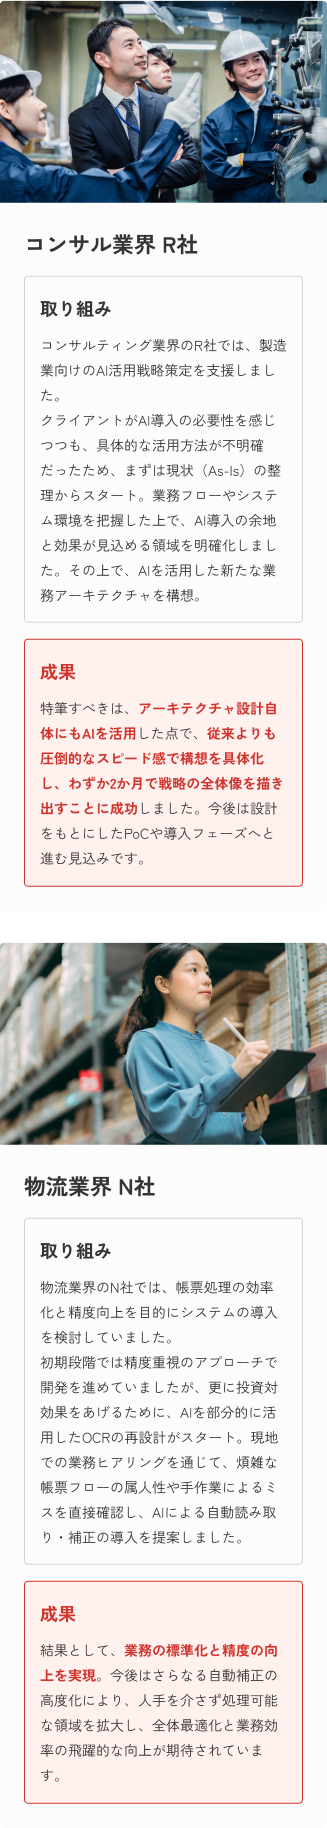 コンサル業界 R社
取り組み
コンサルティング業界のR社では、製造
業向けのAI活用戦略策定を支援しまし
た。
クライアントがAI導入の必要性を感じ
つつも、具体的な活用方法が不明確
だったため、まずは現状（As-Is）の整
理からスタート。業務フローやシステ
ム環境を把握した上で、AI導入の余地
と効果が見込める領域を明確化しまし
た。その上で、AIを活用した新たな業
務アーキテクチャを構想。
成果
特筆すべきは、アーキテクチャ設計自
体にもAIを活用した点で、従来よりも
圧倒的なスピード感で構想を具体化
し、わずか2か月で戦略の全体像を描き
出すことに成功しました。今後は設計
をもとにしたPoCや導入フェーズへと
進む見込みです。
物流業界 N社
取り組み
物流業界のN社では、帳票処理の効率
化と精度向上を目的にシステムの導入
を検討していました。
初期段階では精度重視のアプローチで
開発を進めていましたが、更に投資対
効果をあげるために、AIを部分的に活
用したOCRの再設計がスタート。現地
での業務ヒアリングを通じて、煩雑な
帳票フローの属人性や手作業によるミ
スを直接確認し、AIによる自動読み取
り・補正の導入を提案しました。
成果
結果として、業務の標準化と精度の向
上を実現。今後はさらなる自動補正の
高度化により、人手を介さず処理可能
な領域を拡大し、全体最適化と業務効
率の飛躍的な向上が期待されていま
す。